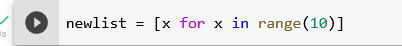 newlist = [x for x in range(10)]